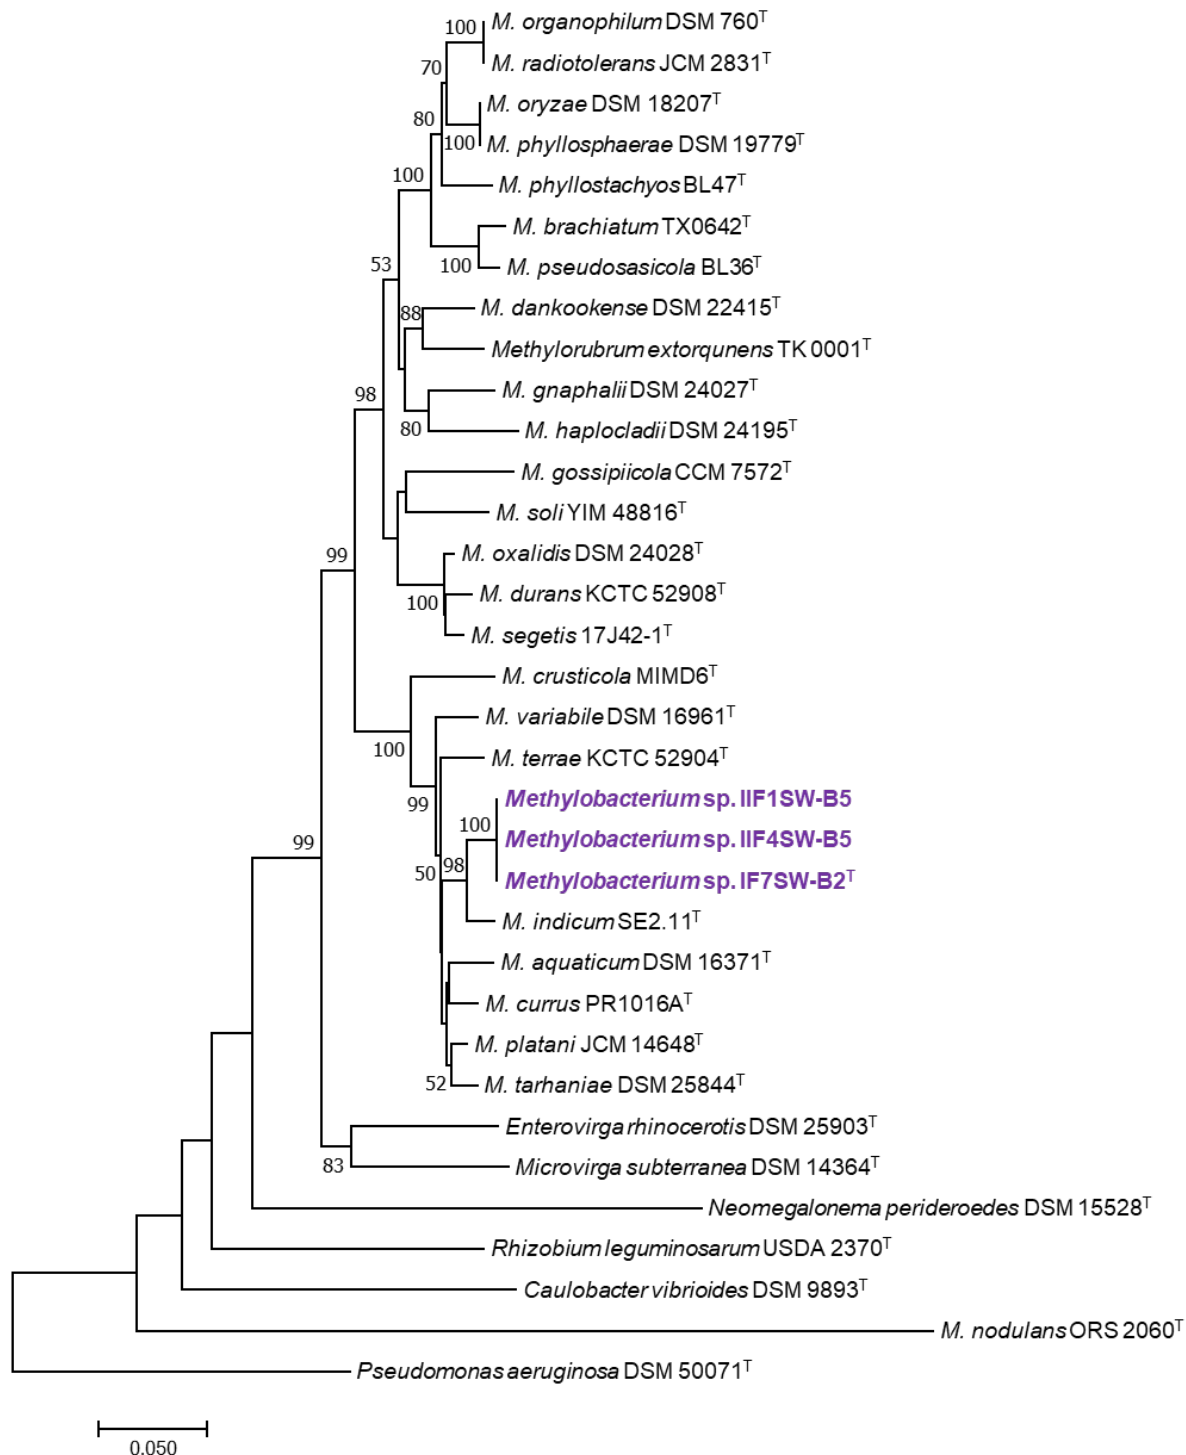 100
M. organophilum DSM 760T
M. radiotolerans JCM 2831T
70
M. oryzae DSM 18207T
80
100
M. phyllosphaerae DSM 19779T
100
M. phyllostachyos BL47T
M. brachiatum TX0642T
53
100
M. pseudosasicola BL36T
88
M. dankookense DSM 22415T
Methylorubrum extorqunens TK 0001T
98
M. gnaphalii DSM 24027T
80
M. haplocladii DSM 24195T
M. gossipiicola CCM 7572T
M. soli YIM 48816T
99
M. oxalidis DSM 24028T
100
M. durans KCTC 52908T
M. segetis 17J42-1T
M. crusticola MIMD6T
M. variabile DSM 16961T
100
M. terrae KCTC 52904T
99
Methylobacterium sp. IIF1SW-B5
100
99
Methylobacterium sp. IIF4SW-B5
50
98
Methylobacterium sp. IF7SW-B2T
M. indicum SE2.11T
M. aquaticum DSM 16371T
M. currus PR1016AT
M. platani JCM 14648T
52
M. tarhaniae DSM 25844T
Enterovirga rhinocerotis DSM 25903T
83
Microvirga subterranea DSM 14364T
Neomegalonema perideroedes DSM 15528T
Rhizobium leguminosarum USDA 2370T
Caulobacter vibrioides DSM 9893T
M. nodulans ORS 2060T
Pseudomonas aeruginosa DSM 50071T
0.050